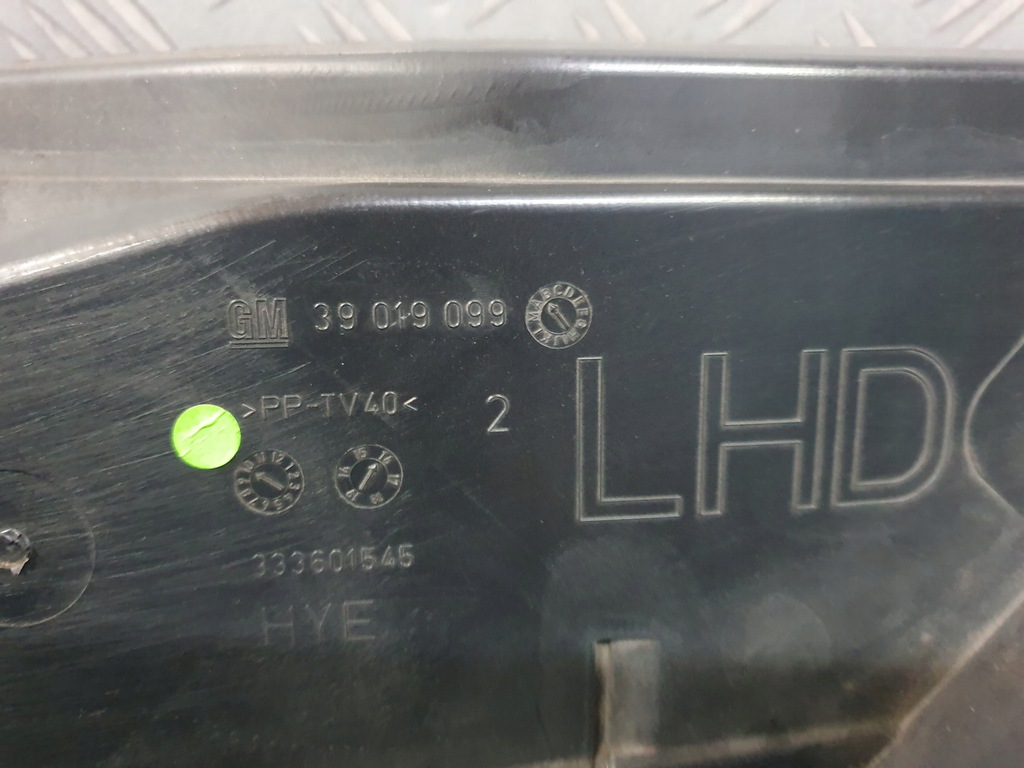 GM 39 019 099
>PP-TV40< 2
LHD
333601545
HYE